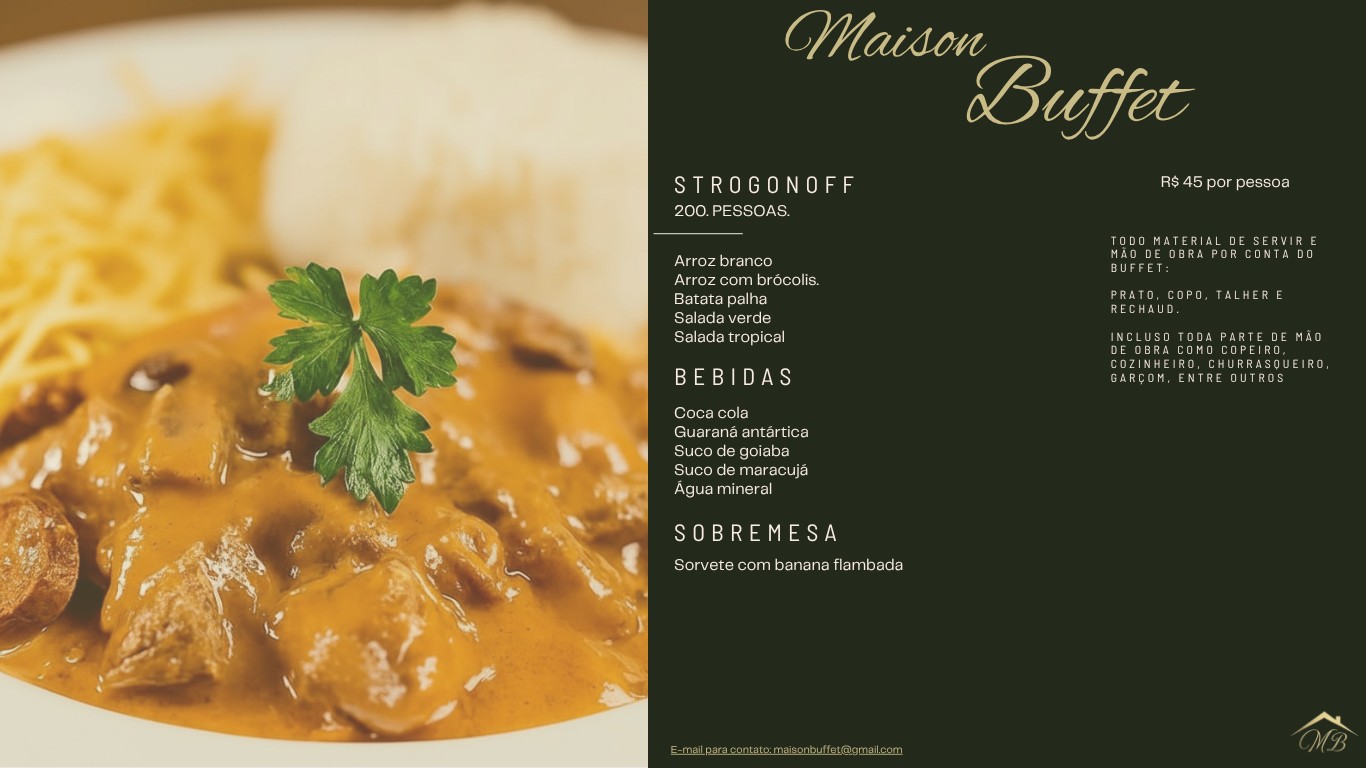 Maison
Buffet
STROGONOFF
200. PESSOAS.
Arroz branco
Arroz com brócolis.
Batata palha
Salada verde
Salada tropical
BEBIDAS
Coca cola
Guaraná antártica
Suco de goiaba
Suco de maracujá
Água mineral
SOBREMESA
Sorvete com banana flambada
R$ 45 por pessoa
TODO MATERIAL DE SERVIR E
MÃO DE OBRA POR CONTA DO
BUFFET:
PRATO, COPO, TALHER E
RECHAUD.
INCLUSO TODA PARTE DE MÃO
DE OBRA COMO COPEIRO,
COZINHEIRO, CHURRASQUEIRO,
GARÇOM, ENTRE OUTROS
E-mail para contato: maisonbuffet@gmail.com
MB